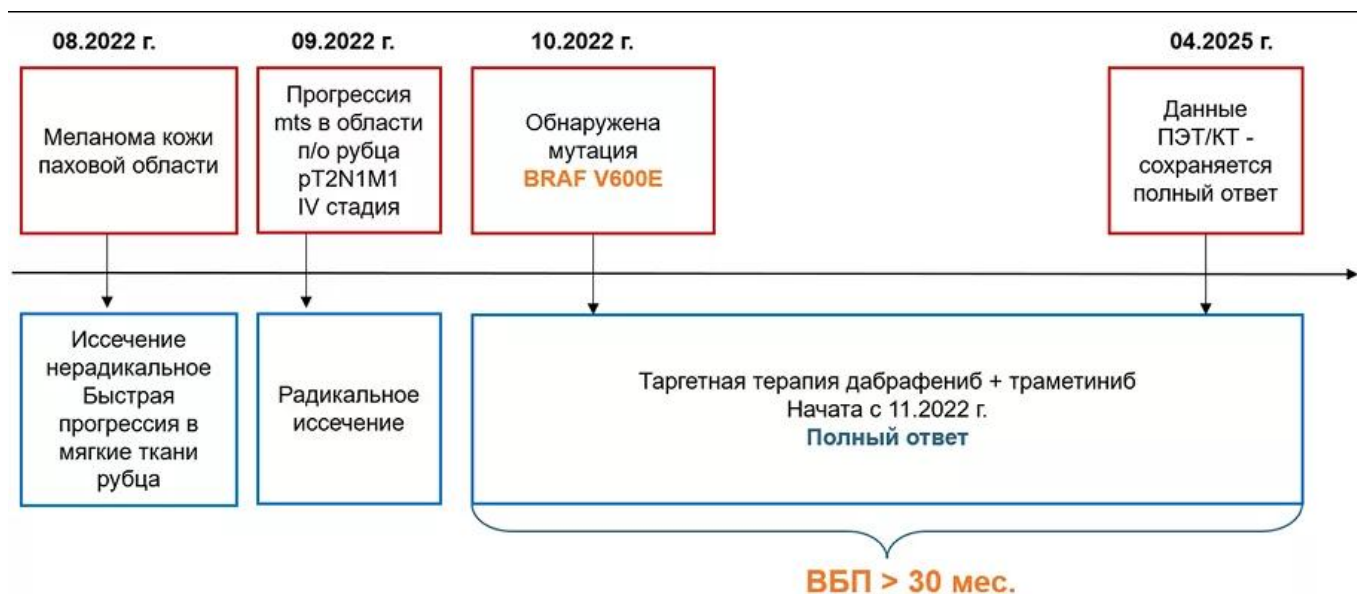 08.2022 г.
09.2022 г.
10.2022 г.
04.2025 г.
Меланома кожи
паховой области
Прогрессия
mts в области
п/о рубца
pT2N1M1
IV стадия
Обнаружена
мутация
BRAF V600E
Данные
ПЭТ/КТ -
сохраняется
полный ответ
Иссечение
нерадикальное
Быстрая
прогрессия в
мягкие ткани
рубца
Радикальное
иссечение
Таргетная терапия дабрафениб + траметиниб
Начата с 11.2022 г.
Полный ответ
ВБП > 30 мес.